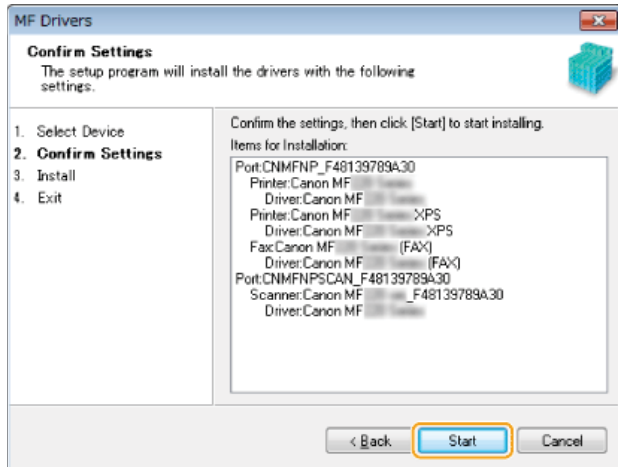 MF Drivers
Confirm Settings
The setup program will install the drivers with the following
settings.
1. Select Device
2. Confirm Settings
3. Install
4. Exit
Confirm the settings, then click [Start] to start installing.
Items for Installation:
Port:CNMFNP_F48139789A30
Printer:Canon MF
Driver:Canon MF
Printer:Canon MF XPS
Driver:Canon MF XPS
Fax:Canon MF (FAX)
Driver:Canon MF (FAX)
Port:CNMFNPSCAN_F48139789A30
Scanner:Canon MF _F48139789A30
Driver:Canon MF
< Back
Start
Cancel